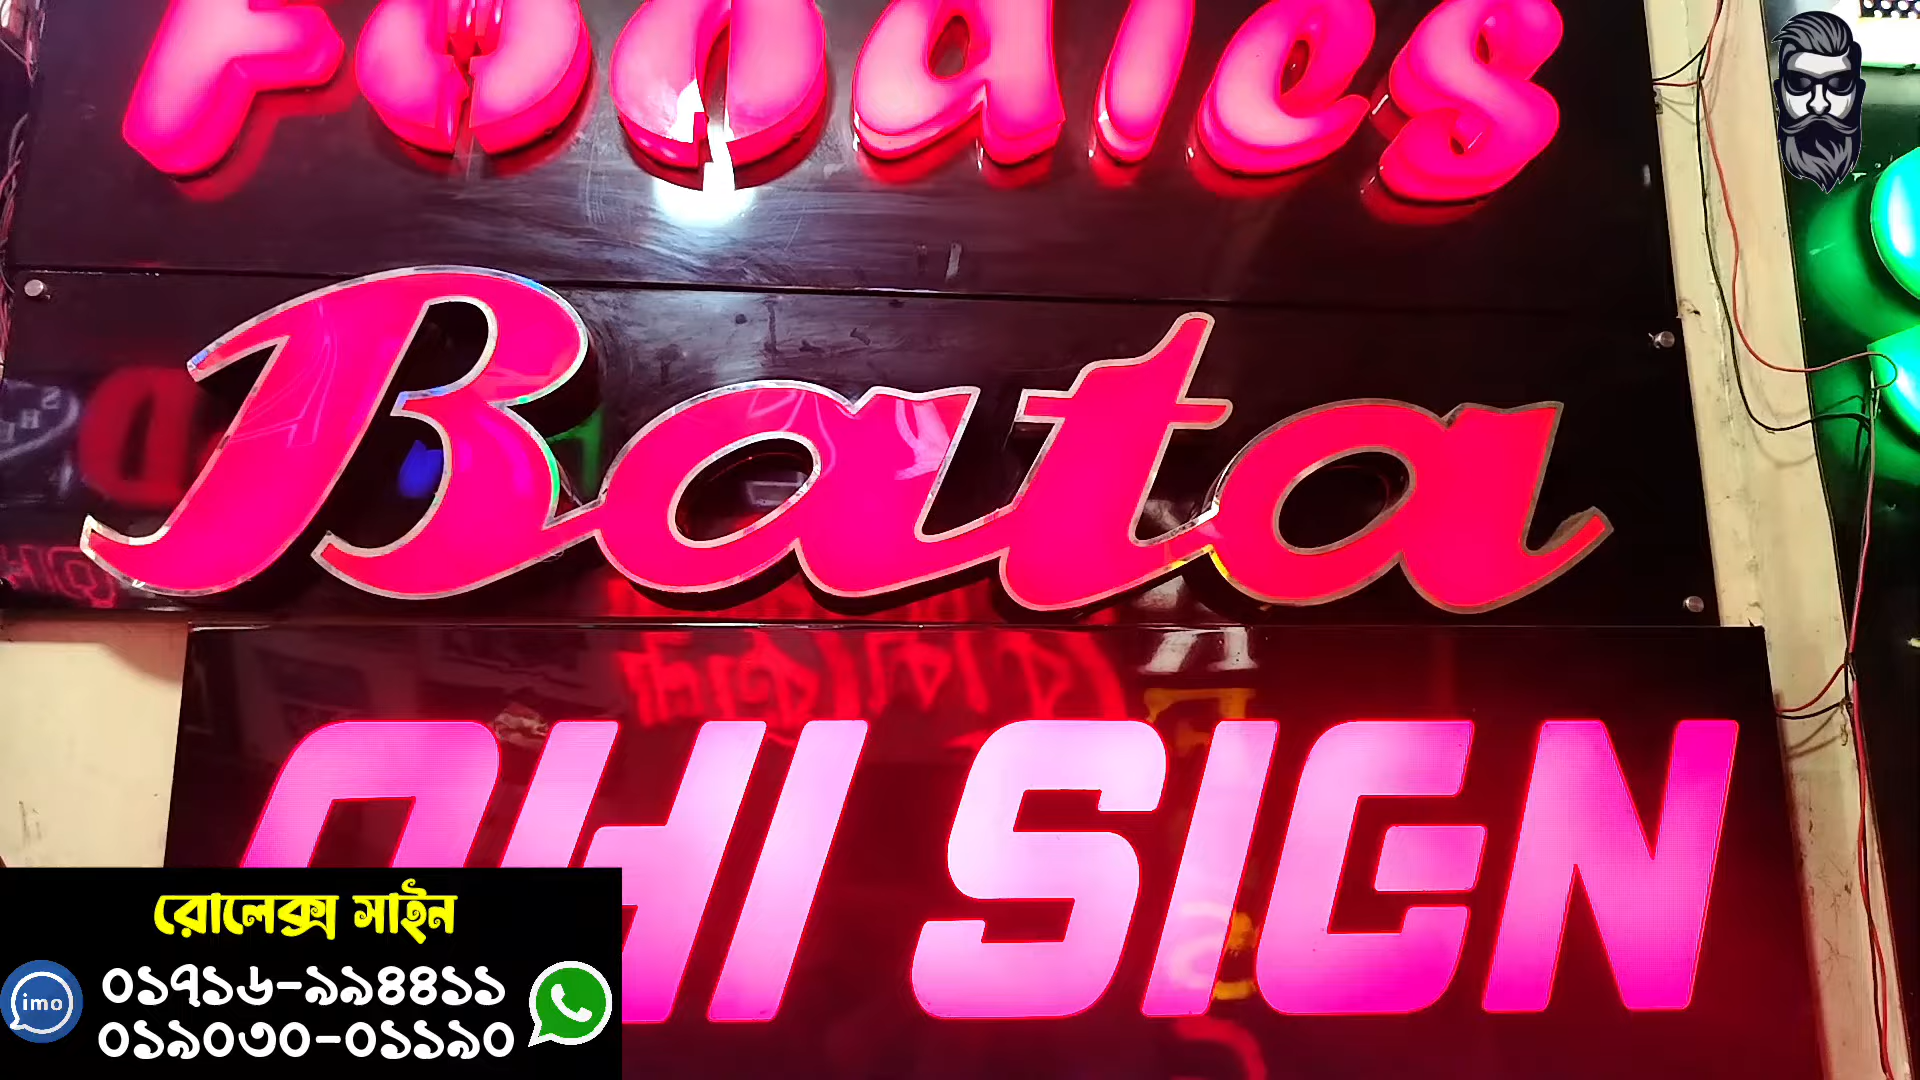 Foodies
Bata
OHI SIGN
রোলেক্স সাইন
imo
০১৭১৬-৯৯৪৪১১
০১৯০৩০-০১১৯০